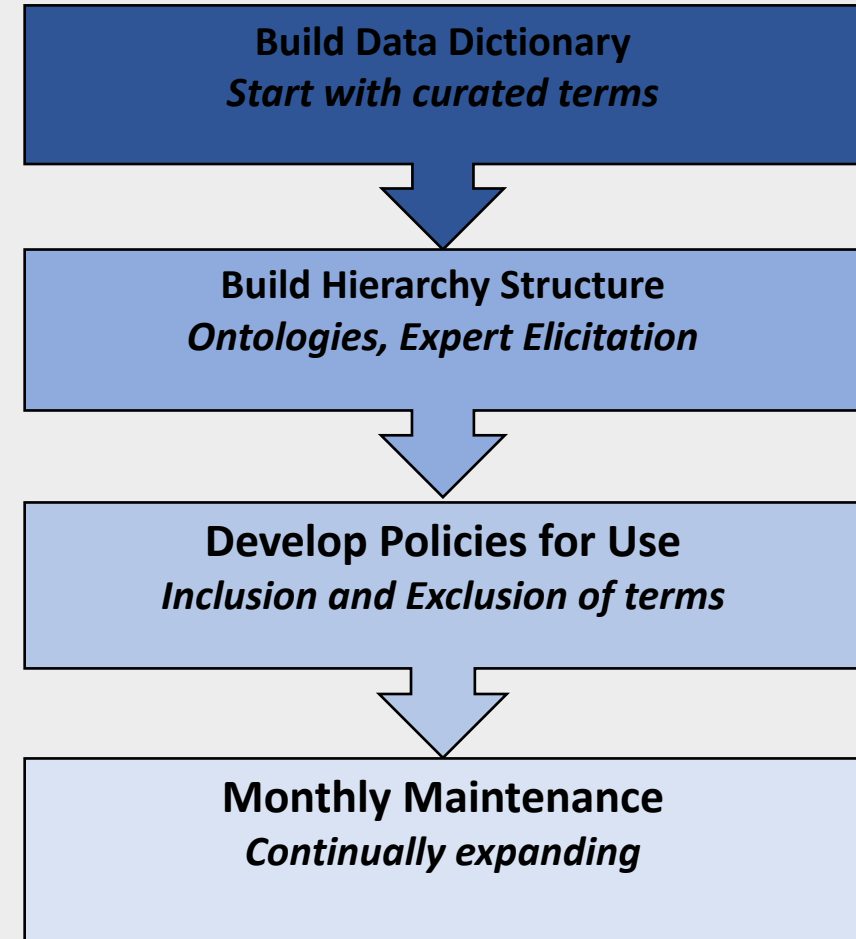 Build Data Dictionary
Start with curated terms
Build Hierarchy Structure
Ontologies, Expert Elicitation
Develop Policies for Use
Inclusion and Exclusion of terms
Monthly Maintenance
Continually expanding